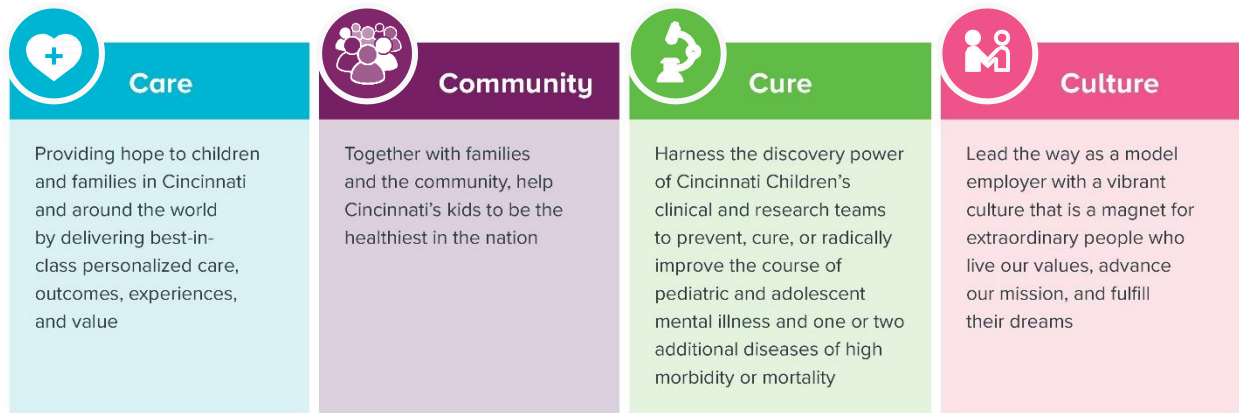 Care
Providing hope to children
and families in Cincinnati
and around the world
by delivering best-in-
class personalized care,
outcomes, experiences,
and value
Community
Together with families
and the community, help
Cincinnati's kids to be the
healthiest in the nation
Cure
Harness the discovery power
of Cincinnati Children's
clinical and research teams
to prevent, cure, or radically
improve the course of
pediatric and adolescent
mental illness and one or two
additional diseases of high
morbidity or mortality
Culture
Lead the way as a model
employer with a vibrant
culture that is a magnet for
extraordinary people who
live our values, advance
our mission, and fulfill
their dreams